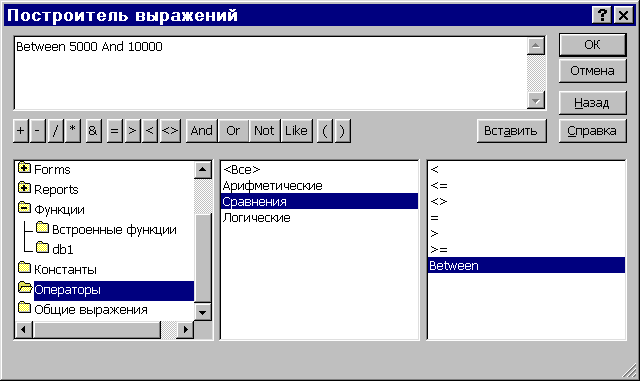 Построитель выражений
Between 5000 And 10000
OK
Отмена
Назад
+ - / * & = > < <> And Or Not Like ( ) Вставить Справка
Forms
Reports
Функции
Встроенные функции
db1
Константы
Операторы
Общие выражения
<Все>
Арифметические
Сравнения
Логические
<
<=
<>
=
>
>=
Between